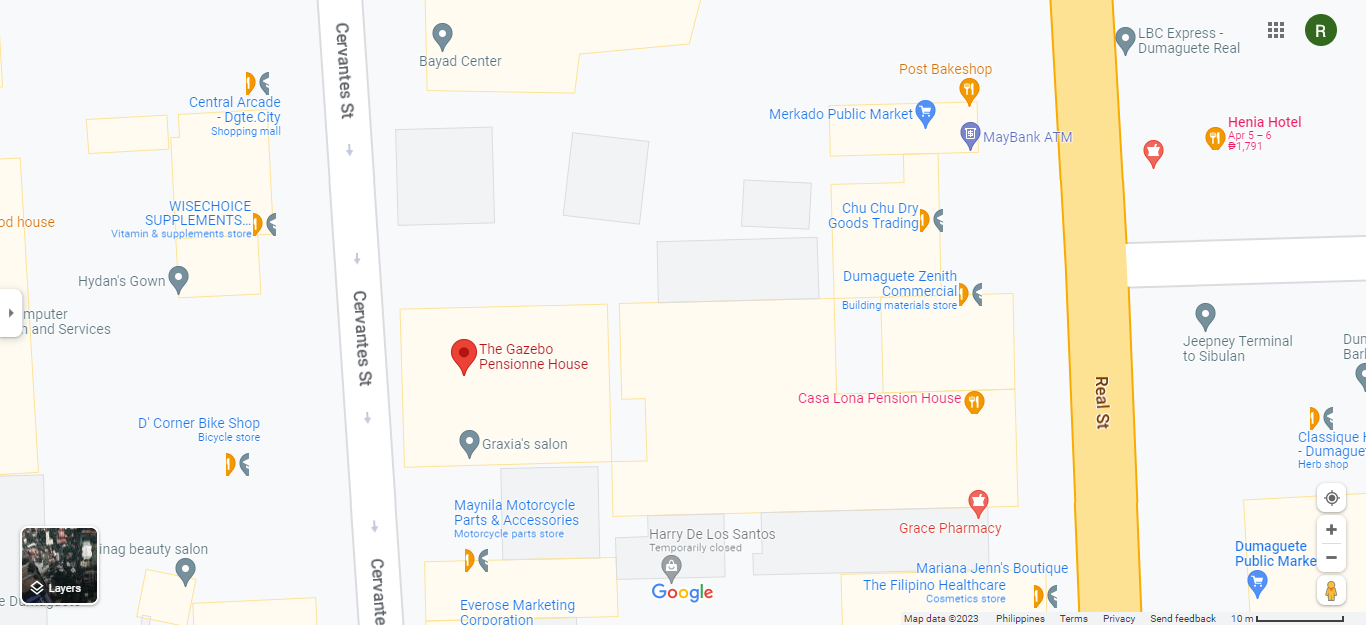 Cervantes St
Bayad Center
LBC Express -
Dumaguete Real
R
Post Bakeshop
Central Arcade
- Dgte.City
Shopping mall
Merkado Public Market
MayBank ATM
Henia Hotel
Apr 5 – 6
₱1,791
WISECHOICE
SUPPLEMENTS...
Vitamin & supplements store
od house
Chu Chu Dry
Goods Trading
Hydan's Gown
Dumaguete Zenith
Commercial
Building materials store
mputer
n and Services
Cervantes St
The Gazebo
Pensionne House
Jeepney Terminal
to Sibulan
Dun
Barl
Casa Lona Pension House
Real St
D' Corner Bike Shop
Bicycle store
Graxia's salon
Classique H
- Dumaguet
Herb shop
Maynila Motorcycle
Parts & Accessories
Motorcycle parts store
Grace Pharmacy
Harry De Los Santos
Temporarily closed
inag beauty salon
Dumaguete
Public Marke
Mariana Jenn's Boutique
The Filipino Healthcare
Cosmetics store
Cervante
Layers
e Dumaguete
Google
Everose Marketing
Corporation
Map data ©2023 Philippines Terms Privacy Send feedback 10 m